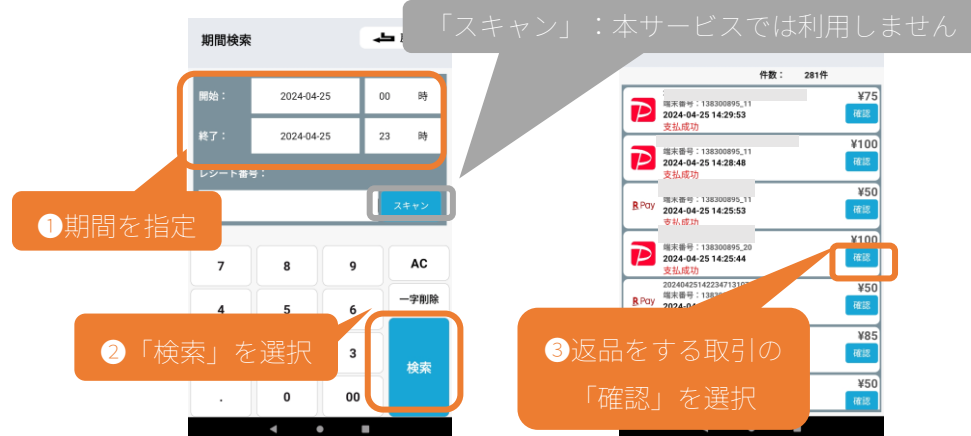 「スキャン」：本サービスでは利用しません
期間検索
開始：
2024-04-25
00
時
終了：
2024-04-25
23
時
レシート番号：
スキャン
❶期間を指定
7
8
9
AC
4
5
6
一字削除
❷「検索」を選択
3
検索
.
0
00
件数： 281件
¥75
端末番号：138300895_11
2024-04-25 14:29:53
確認
支払成功
¥100
端末番号：138300895_11
2024-04-25 14:28:48
確認
支払成功
¥50
R Pay
端末番号：138300895_11
2024-04-25 14:25:53
確認
支払成功
¥100
端末番号：138300895_20
2024-04-25 14:25:44
確認
支払成功
¥50
R Pay
端末番号：
確認
¥85
確認
¥50
確認
❸返品をする取引の
「確認」を選択